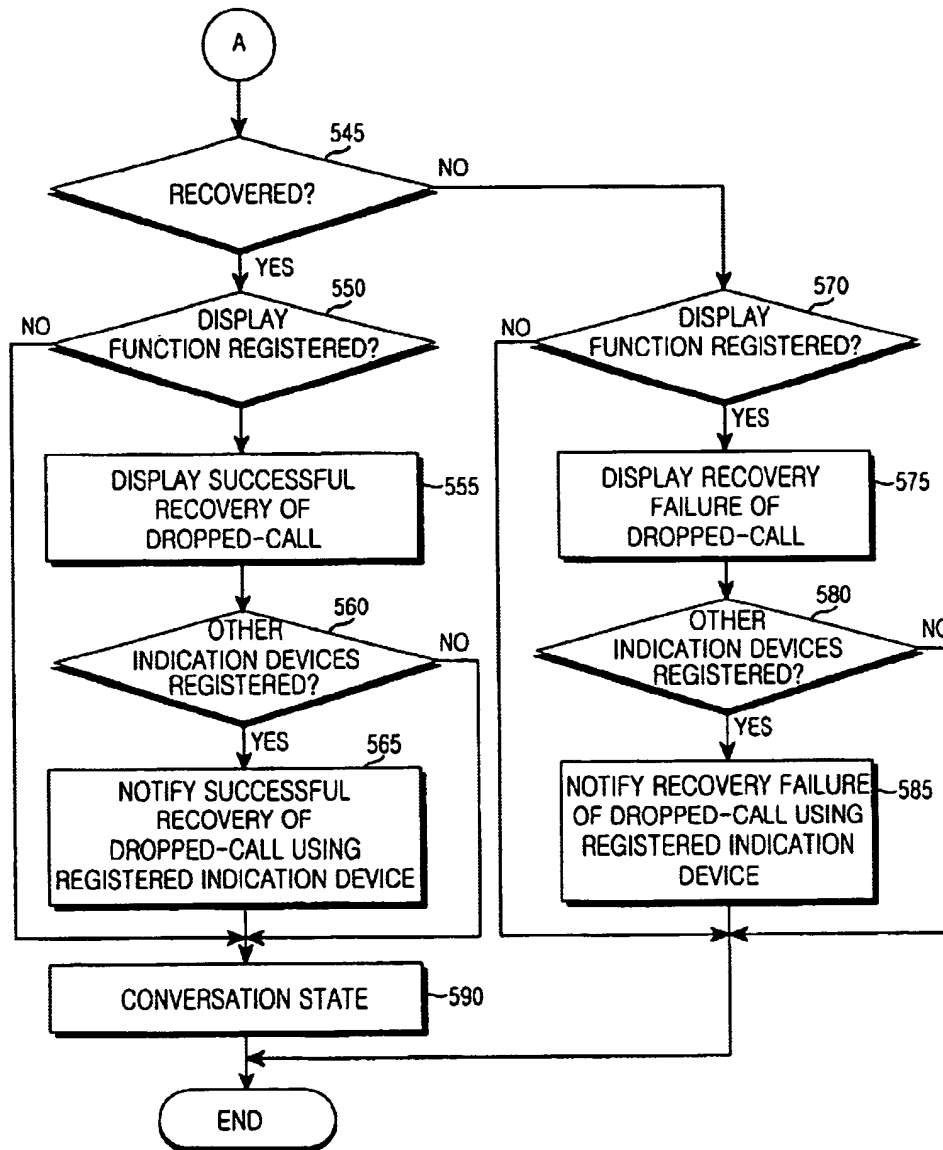 A
545
RECOVERED?
NO
YES
550
NO
DISPLAY
FUNCTION REGISTERED?
570
NO
DISPLAY
FUNCTION REGISTERED?
YES
DISPLAY SUCCESSFUL
RECOVERY OF
DROPPED-CALL
555
DISPLAY RECOVERY
FAILURE OF
DROPPED-CALL
575
560
OTHER
INDICATION DEVICES
REGISTERED?
NO
YES
580
OTHER
INDICATION DEVICES
REGISTERED?
NO
YES
565
NOTIFY SUCCESSFUL
RECOVERY OF
DROPPED-CALL USING
REGISTERED INDICATION DEVICE
NOTIFY RECOVERY FAILURE
OF DROPPED-CALL USING
REGISTERED INDICATION
DEVICE
585
CONVERSATION STATE
590
END